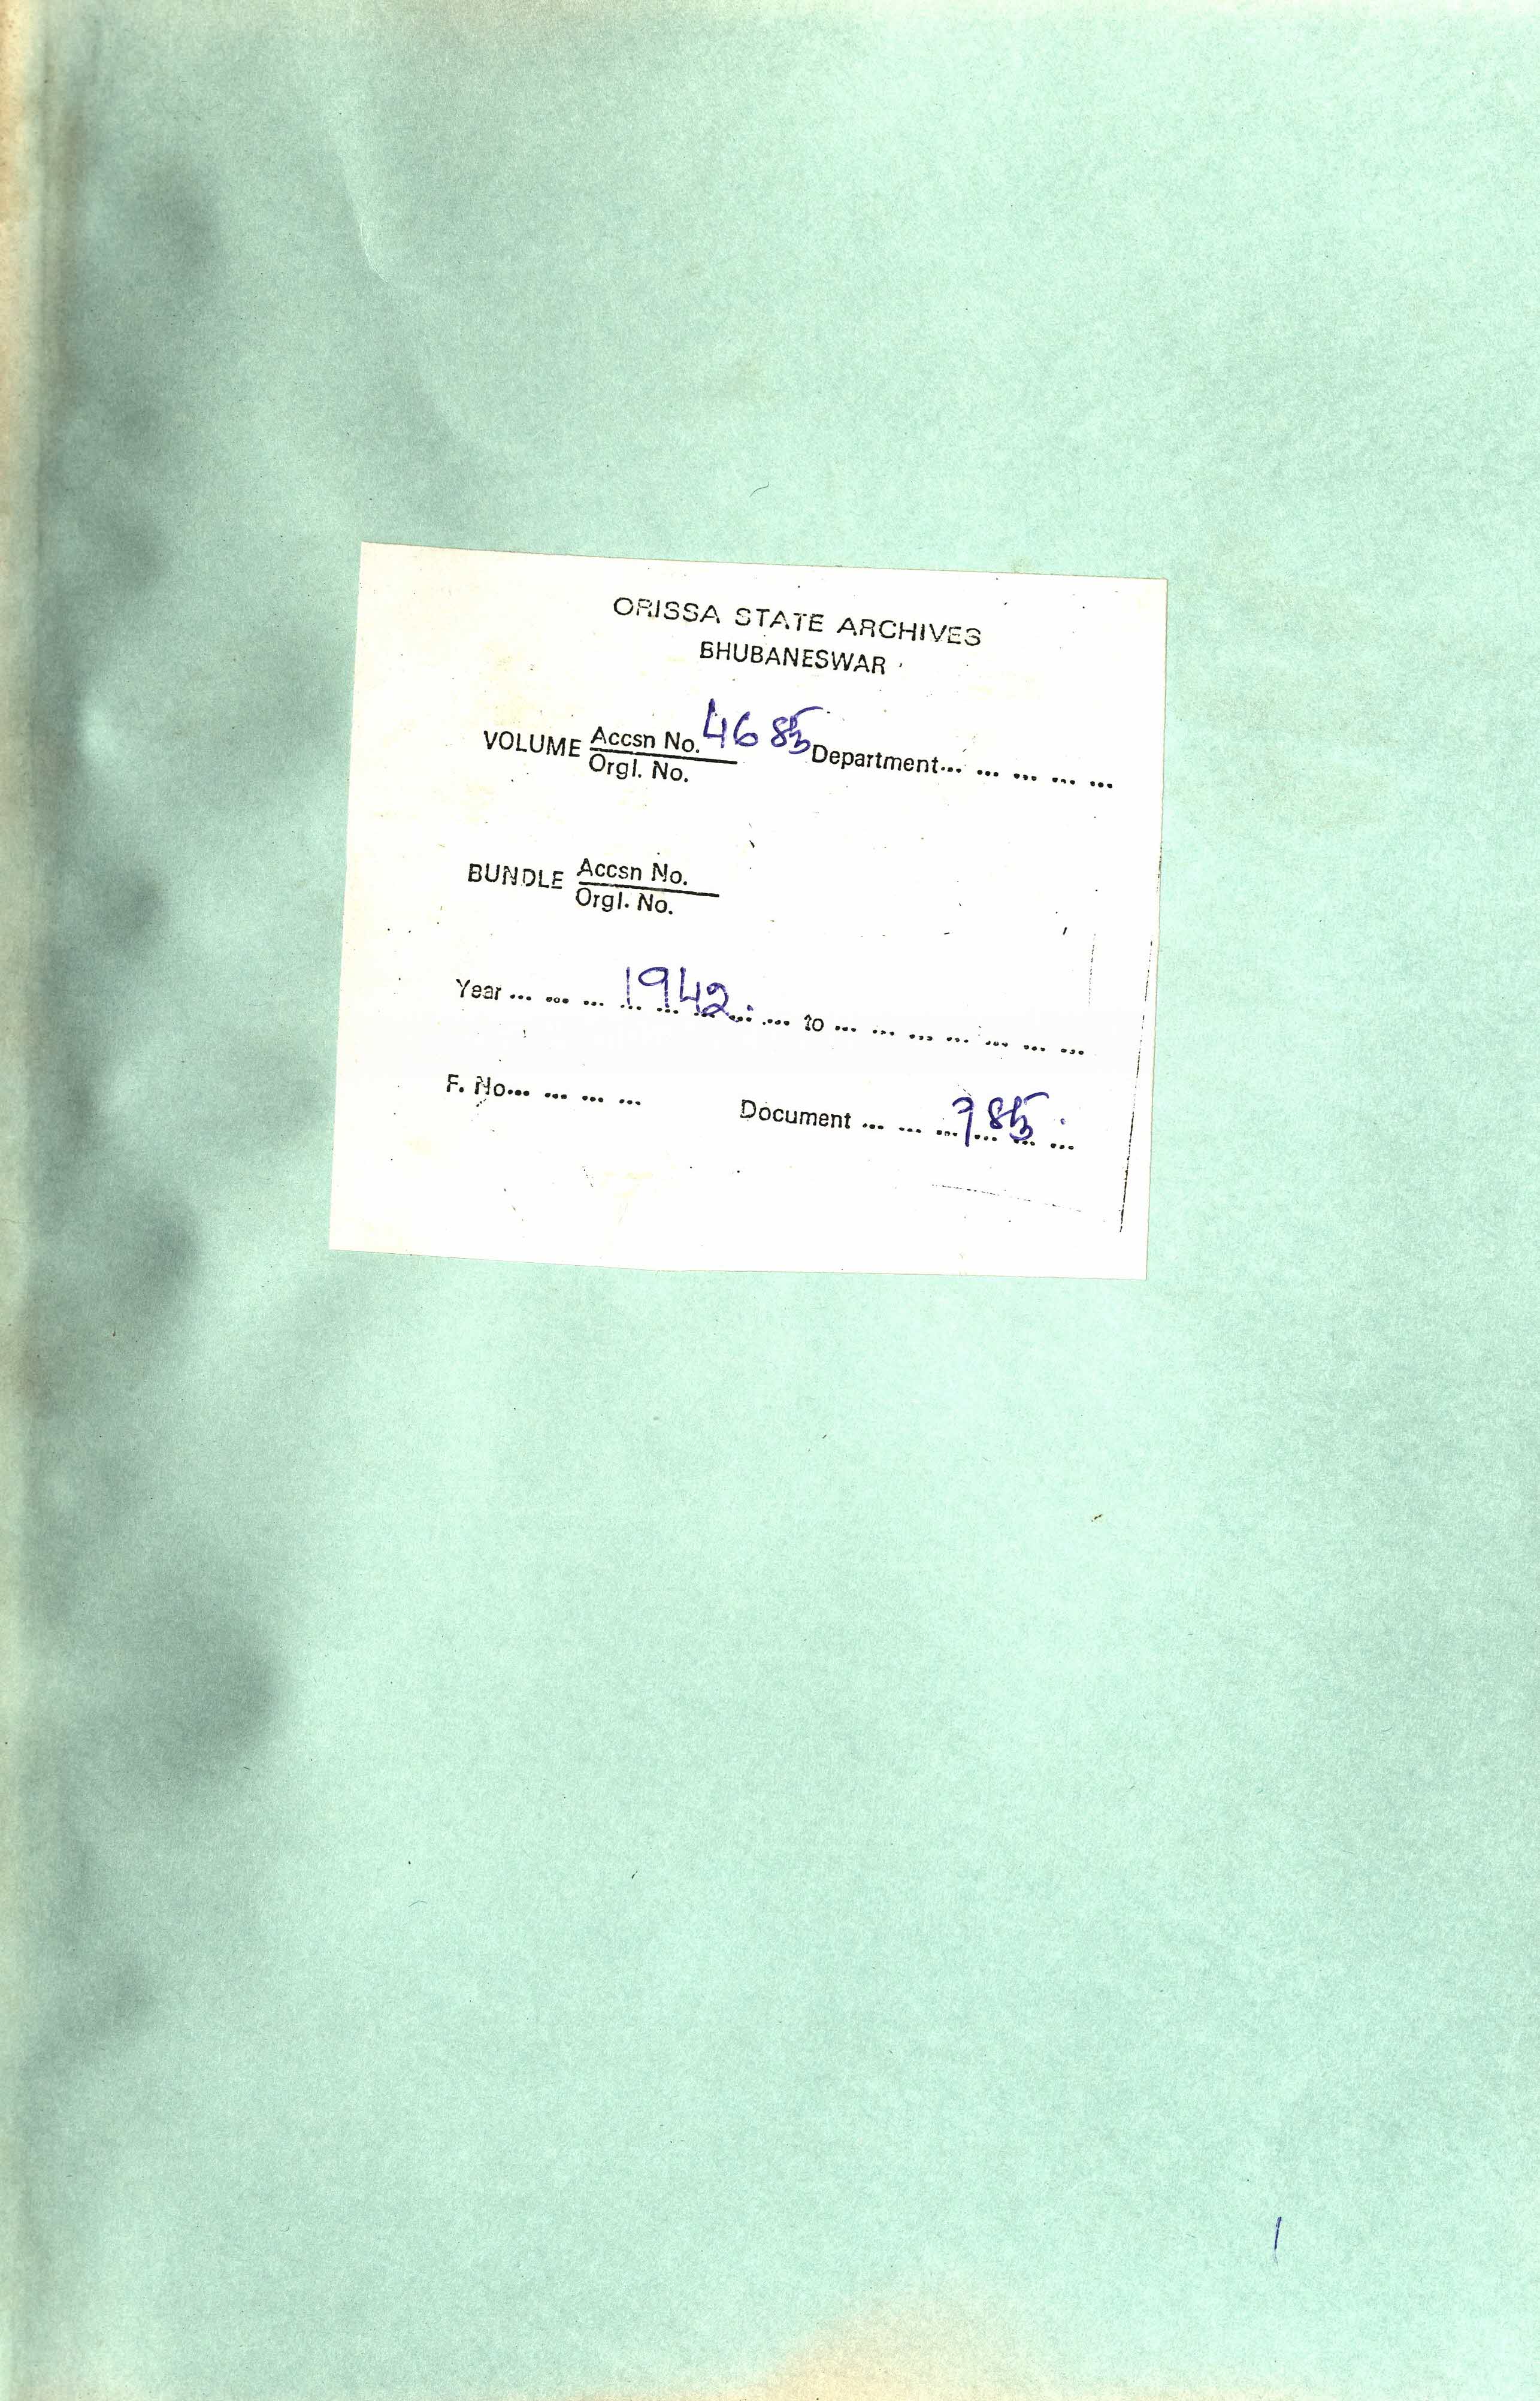 ORISSA STATE ARCHIVES
BHUBANESWAR
VOLUME Accsn No. 4685 Department... ... ... ... ...
Orgl. No.
BUNDLE Accsn No.
Orgl. No.
Year ... ... ... 1942. ... to ... ... ... ... ... ... ...
F. No... ... ... ... Document ... ... ... 785 ... ...
1